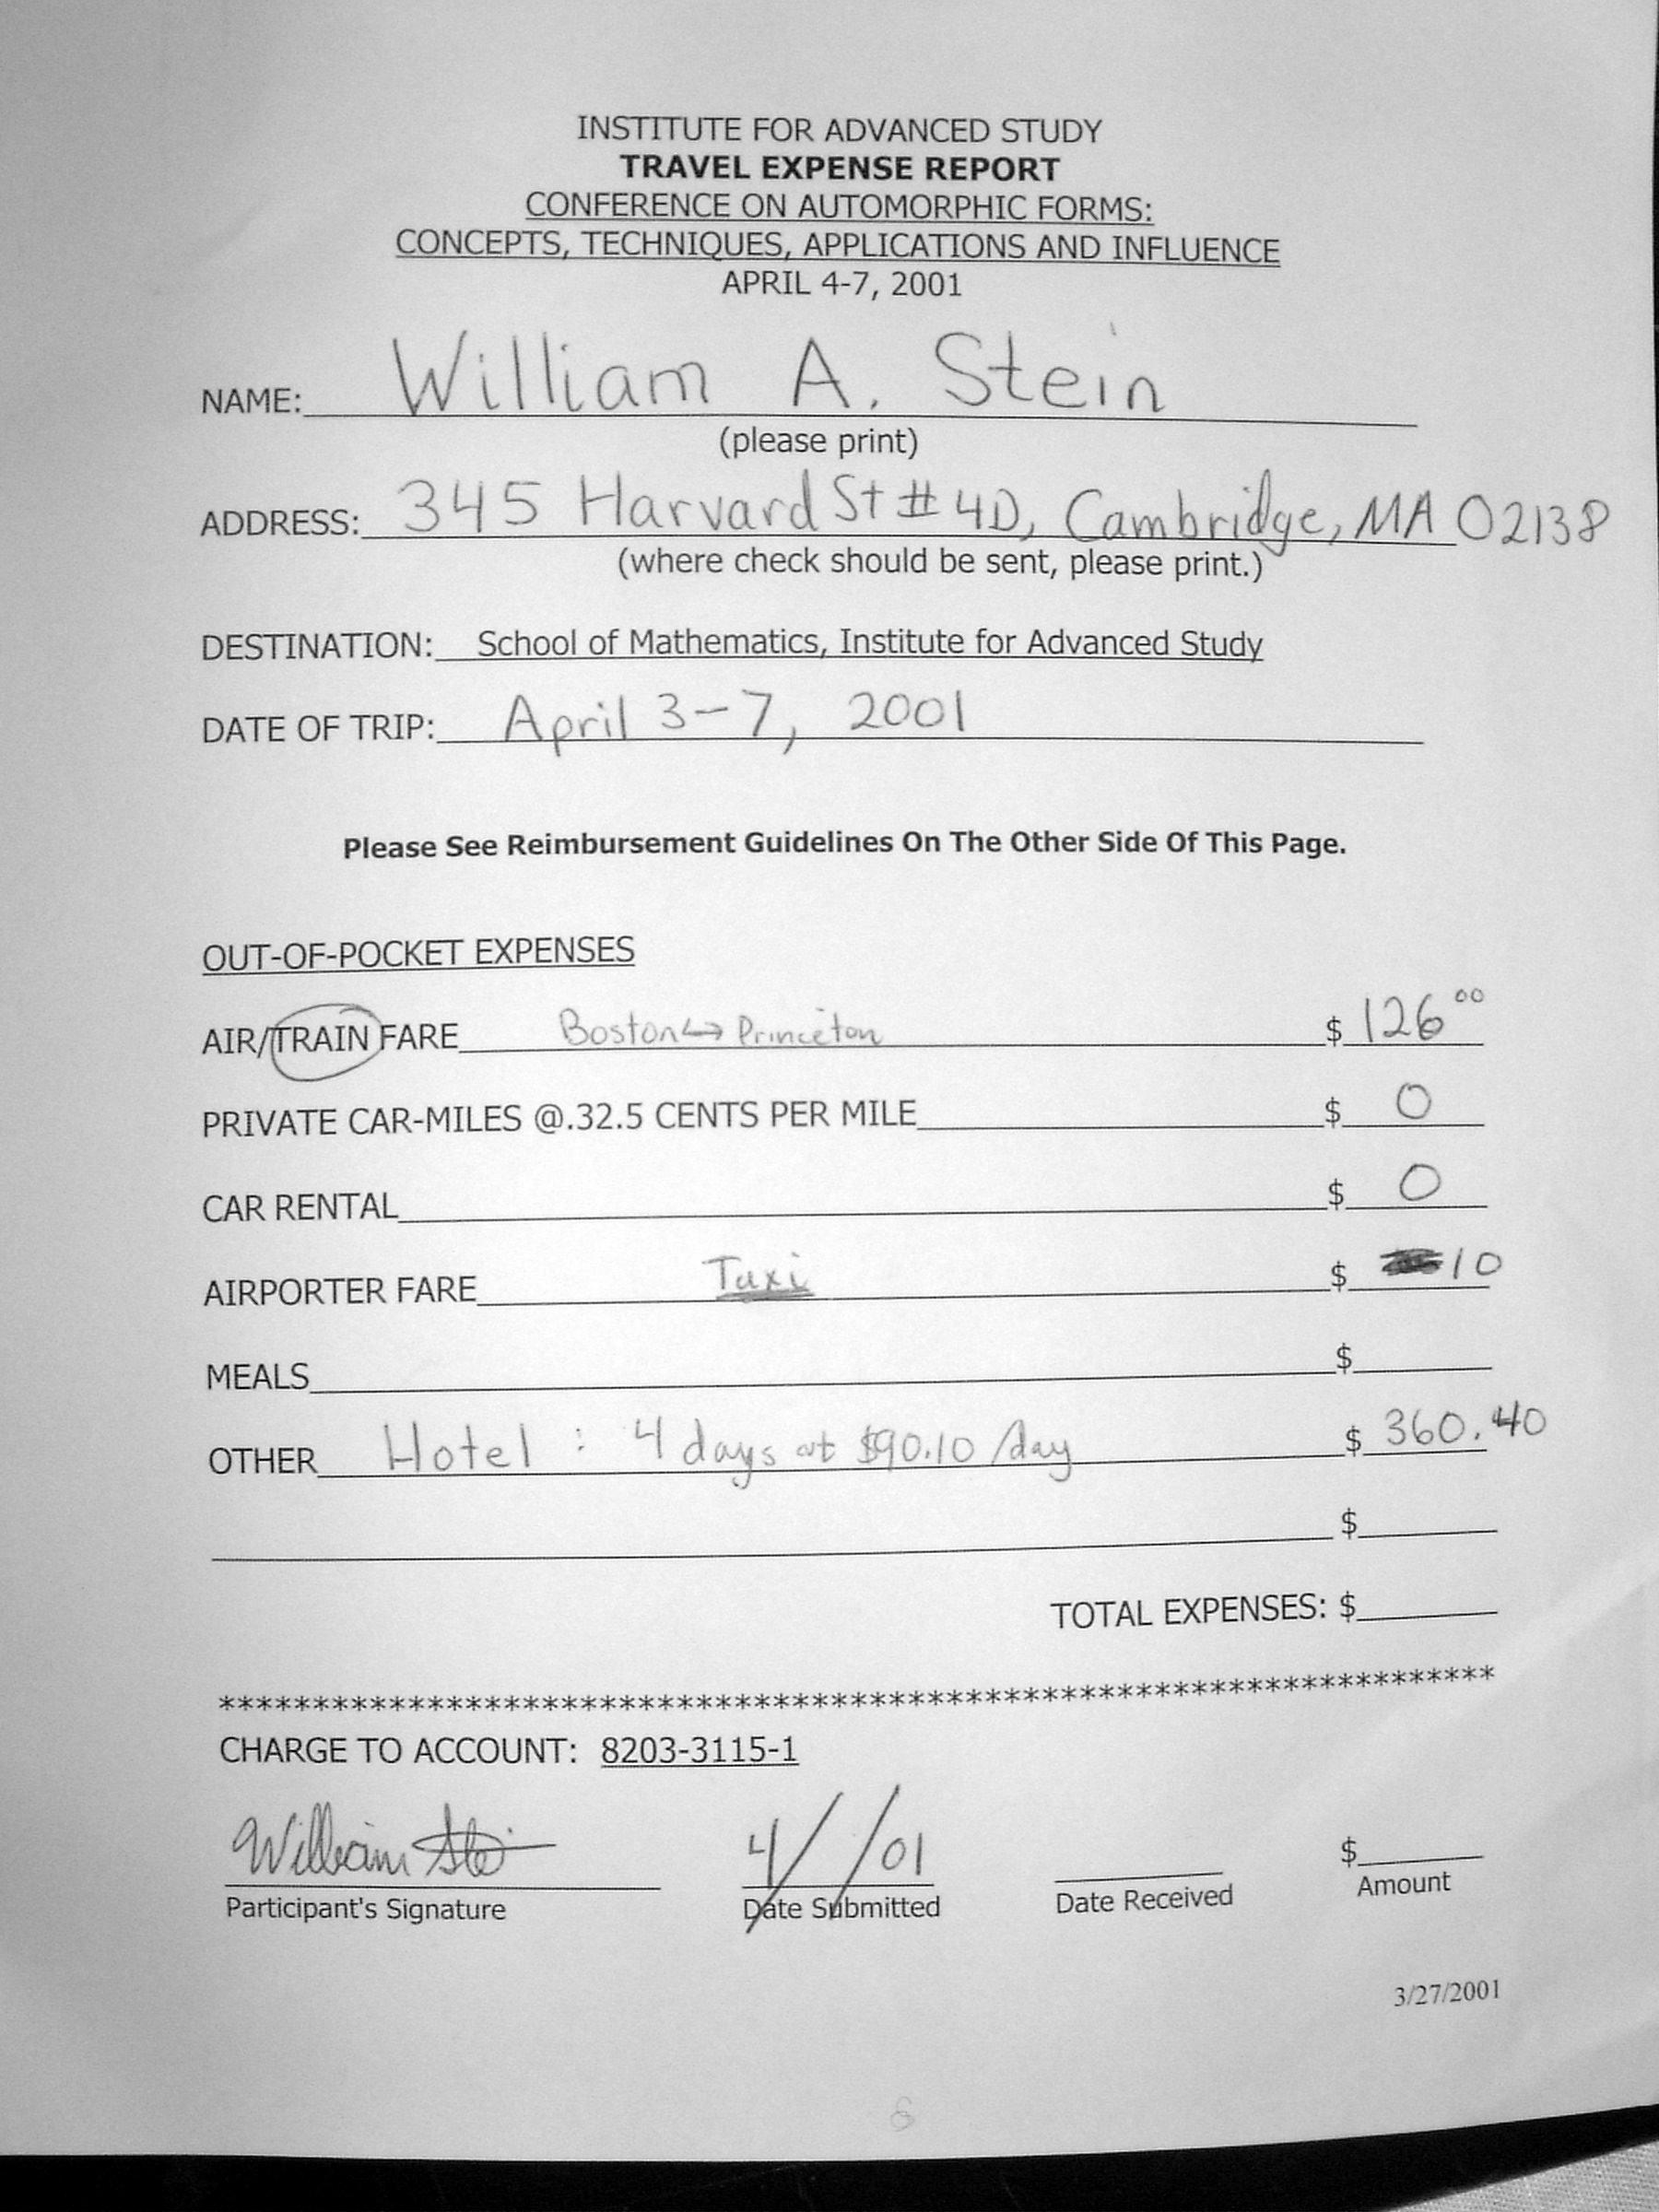 INSTITUTE FOR ADVANCED STUDY
TRAVEL EXPENSE REPORT
CONFERENCE ON AUTOMORPHIC FORMS:
CONCEPTS, TECHNIQUES, APPLICATIONS AND INFLUENCE
APRIL 4-7, 2001
NAME: William A. Stein
(please print)
ADDRESS: 345 Harvard St #4D, Cambridge, MA 02138
(where check should be sent, please print.)
DESTINATION: School of Mathematics, Institute for Advanced Study
DATE OF TRIP: April 3-7, 2001
Please See Reimbursement Guidelines On The Other Side Of This Page.
OUT-OF-POCKET EXPENSES
AIR/TRAIN FARE Boston ↔ Princeton $ 126 00
PRIVATE CAR-MILES @.32.5 CENTS PER MILE $ 0
CAR RENTAL $ 0
AIRPORTER FARE Taxi $ 10
MEALS $
OTHER Hotel : 4 days at $90.10 /day $ 360.40
$
TOTAL EXPENSES: $
********************************************************************
CHARGE TO ACCOUNT: 8203-3115-1
William Stein 4/ /01 $
Participant's Signature Date Submitted Date Received Amount
3/27/2001